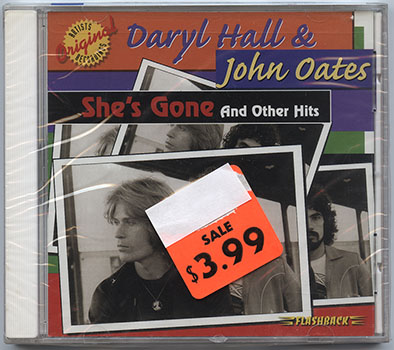 ARTISTS
Original
RECORDINGS
Daryl Hall &
John Oates
She's Gone And Other Hits
SALE
$3.99
FLASHBACK